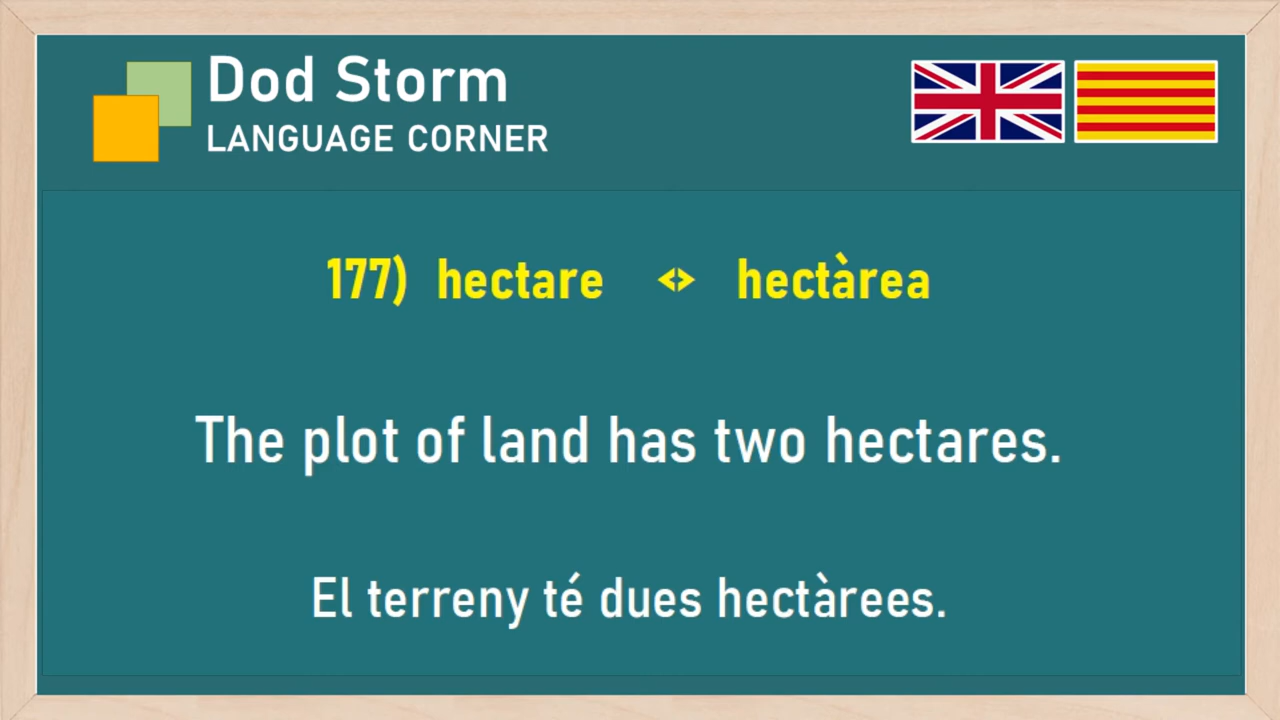 Dod Storm
LANGUAGE CORNER
177) hectare <> hectàrea
The plot of land has two hectares.
El terreny té dues hectàrees.